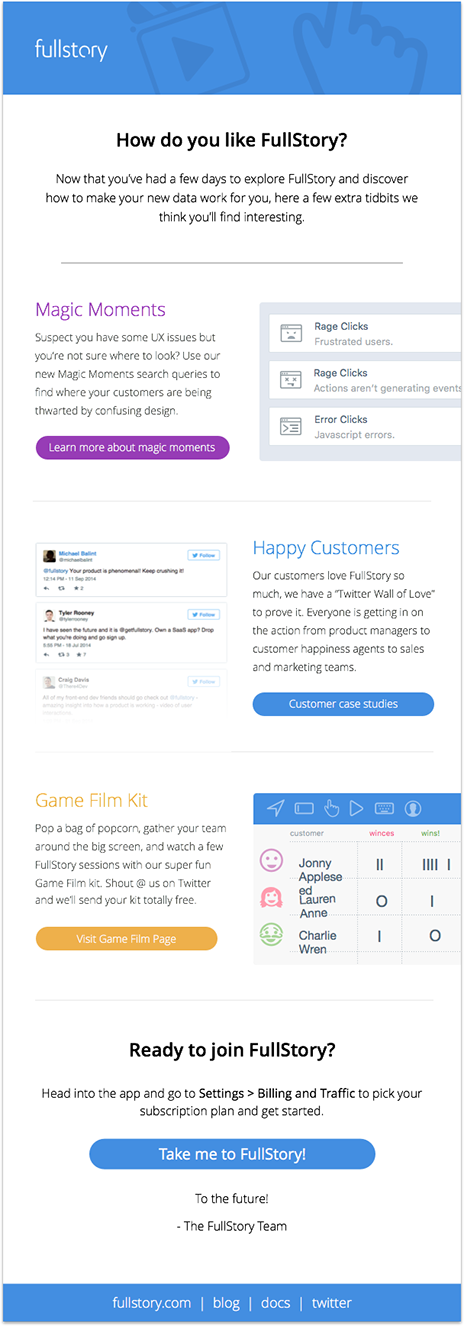 fullstory
How do you like FullStory?
Now that you've had a few days to explore FullStory and discover
how to make your new data work for you, here a few extra tidbits we
think you'll find interesting.
Magic Moments
Suspect you have some UX issues but
you're not sure where to look? Use our
new Magic Moments search queries to
find where your customers are being
thwarted by confusing design.
Learn more about magic moments
Rage Clicks
Frustrated users.
Rage Clicks
Actions aren't generating events
Error Clicks
Javascript errors.
Michael Balint
@michaelbalint
Follow
@fullstory Your product is phenomenal! Keep crushing it!
12:14 PM - 11 Sep 2014
2
Tyler Rooney
@tylerrooney
Follow
I have seen the future and it is @getfullstory. Own a SaaS app? Drop
what you're doing and go sign up.
5:55 PM - 16 Jul 2014
3
7
Craig Davis
Follow
All of my front-end dev friends should go check out @fullstory -
amazing insight into how a product is working - video of user
Happy Customers
Our customers love FullStory so
much, we have a "Twitter Wall of Love"
to prove it. Everyone is getting in on
the action from product managers to
customer happiness agents to sales
and marketing teams.
Customer case studies
Game Film Kit
Pop a bag of popcorn, gather your team
around the big screen, and watch a few
FullStory sessions with our super fun
Game Film kit. Shout @ us on Twitter
and we'll send your kit totally free.
Visit Game Film Page
customer winces wins!
Jonny II IIII I
Applese
ed
Lauren O I
Anne
Charlie I O
Wren
Ready to join FullStory?
Head into the app and go to Settings > Billing and Traffic to pick your
subscription plan and get started.
Take me to FullStory!
To the future!
- The FullStory Team
fullstory.com | blog | docs | twitter